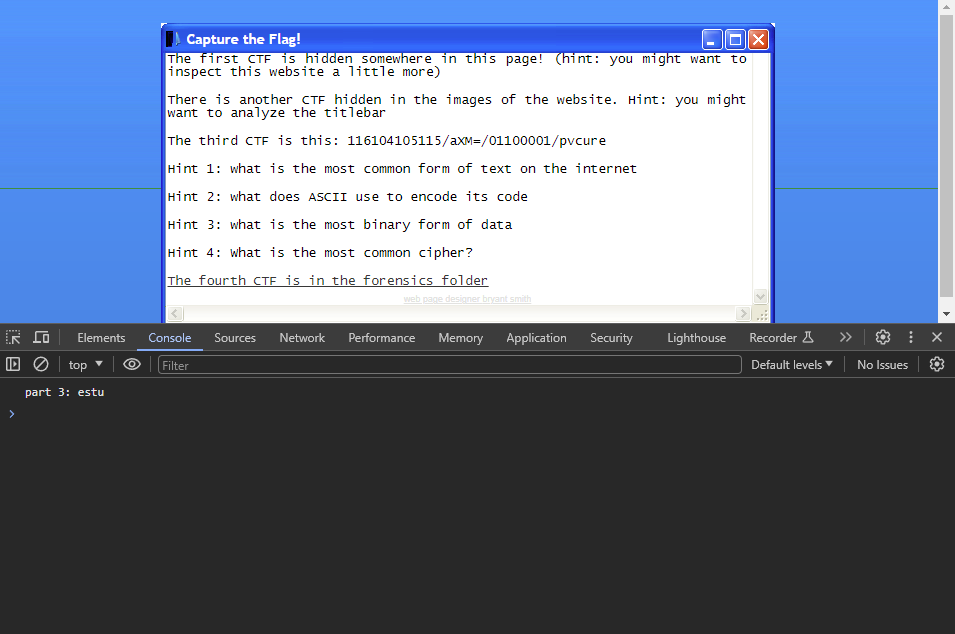 Capture the Flag!
The first CTF is hidden somewhere in this page! (hint: you might want to
inspect this website a little more)
There is another CTF hidden in the images of the website. Hint: you might
want to analyze the titlebar
The third CTF is this: 116104105115/aXM=/01100001/pvcure
Hint 1: what is the most common form of text on the internet
Hint 2: what does ASCII use to encode its code
Hint 3: what is the most binary form of data
Hint 4: what is the most common cipher?
The fourth CTF is in the forensics folder
web page designer bryant smith
Elements Console Sources Network Performance Memory Application Security Lighthouse Recorder
top Filter Default levels No Issues
part 3: estu